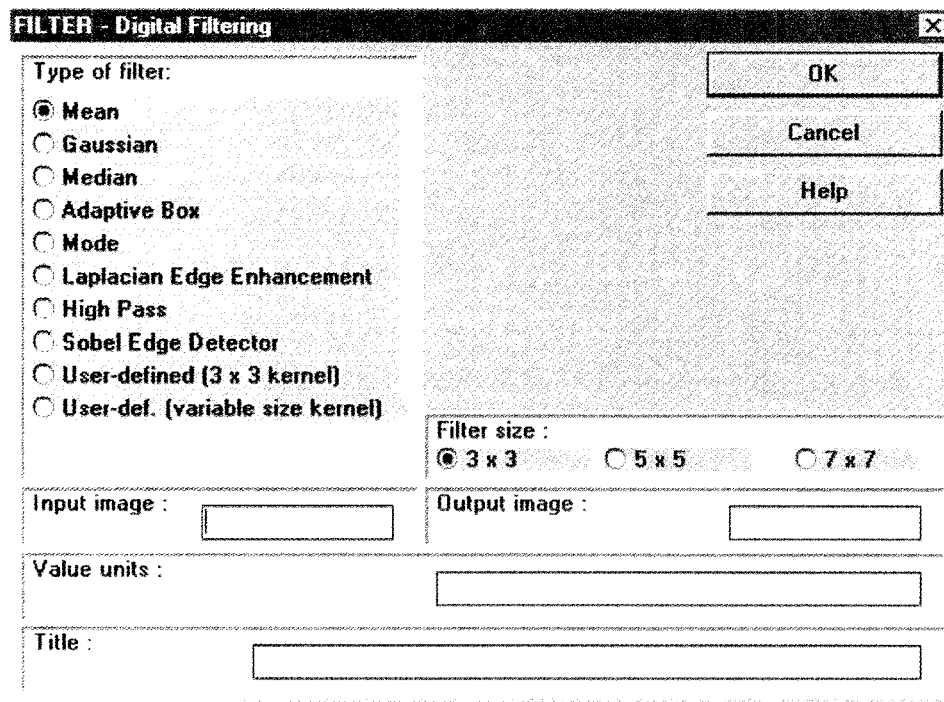 FILTER - Digital Filtering
Type of filter:
Mean
Gaussian
Median
Adaptive Box
Mode
Laplacian Edge Enhancement
High Pass
Sobel Edge Detector
User-defined (3 x 3 kernel)
User-def. (variable size kernel)
OK
Cancel
Help
Filter size :
3 x 3 5 x 5 7 x 7
Input image :
Output image :
Value units :
Title :